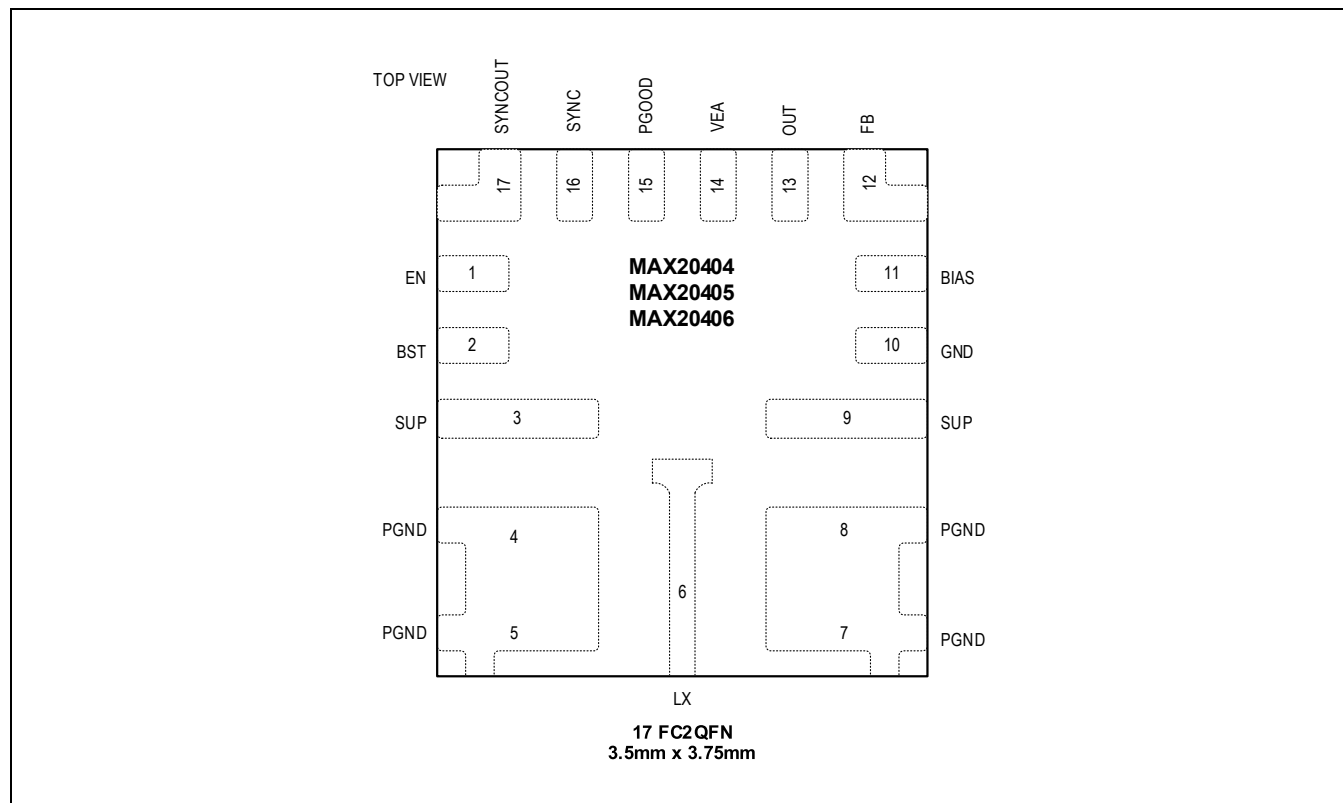 TOP VIEW
SYNCOUT
SYNC
PGOOD
VEA
OUT
FB
17
16
15
14
13
12
MAX20404
MAX20405
MAX20406
EN
1
11
BIAS
BST
2
10
GND
SUP
3
9
SUP
PGND
4
8
PGND
6
PGND
5
7
PGND
LX
17 FC2QFN
3.5mm x 3.75mm